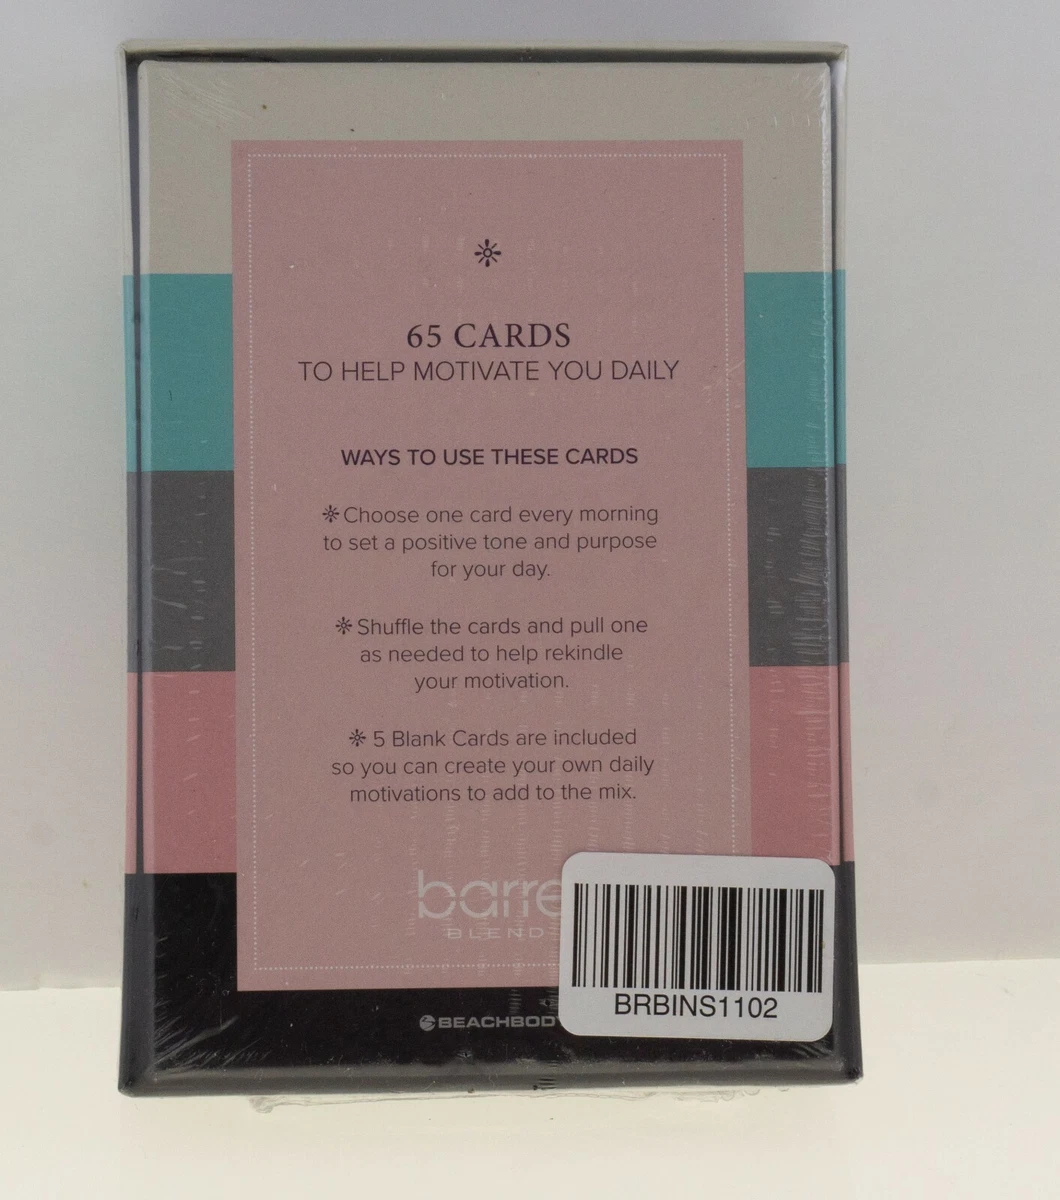 65 CARDS
TO HELP MOTIVATE YOU DAILY
WAYS TO USE THESE CARDS
Choose one card every morning
to set a positive tone and purpose
for your day.
Shuffle the cards and pull one
as needed to help rekindle
your motivation.
5 Blank Cards are included
so you can create your own daily
motivations to add to the mix.
barre
BLEND
BEACHBOD
BRBINS1102